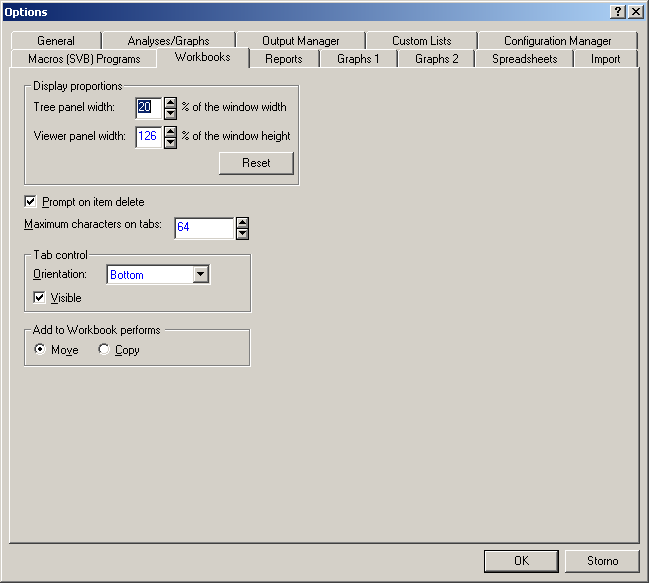 Options
General Analyses/Graphs Output Manager Custom Lists Configuration Manager
Macros (SVB) Programs Workbooks Reports Graphs 1 Graphs 2 Spreadsheets Import
Display proportions
Tree panel width: 20 % of the window width
Viewer panel width: 126 % of the window height
Reset
Prompt on item delete
Maximum characters on tabs: 64
Tab control
Orientation: Bottom
Visible
Add to Workbook performs
Move Copy
OK Storno